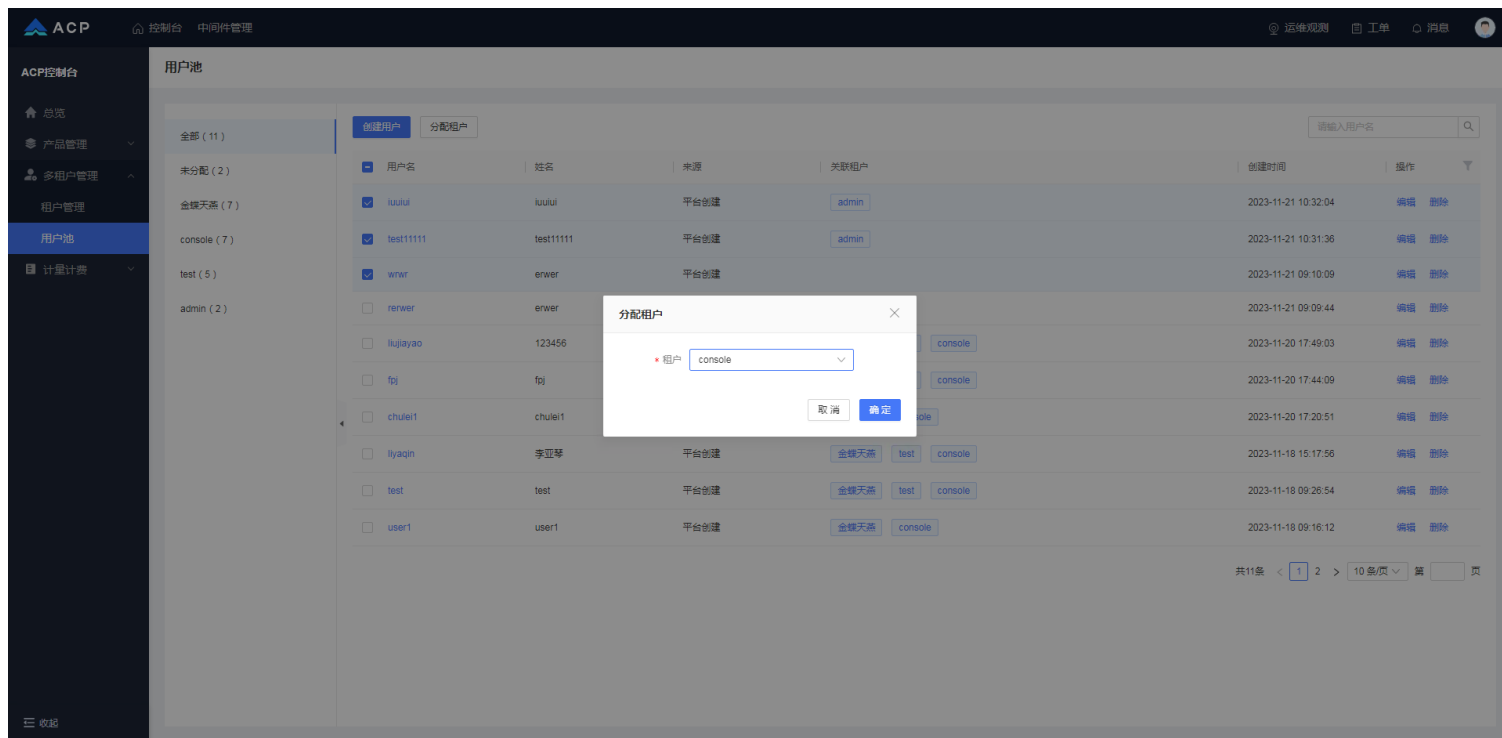 ACP 控制台 中间件管理 运维观测 工单 消息
ACP控制台
用户池
总览
产品管理
多租户管理
租户管理
用户池
计量计费
收起
全部 ( 11 )
未分配 ( 2 )
金蝶天燕 ( 7 )
console ( 7 )
test ( 5 )
admin ( 2 )
创建用户 分配租户 请输入用户名
用户名 姓名 来源 关联租户 创建时间 操作
iuuiui iuuiui 平台创建 admin 2023-11-21 10:32:04 编辑 删除
test11111 test11111 平台创建 admin 2023-11-21 10:31:36 编辑 删除
wrwr erwer 平台创建 2023-11-21 09:10:09 编辑 删除
rerwer erwer 2023-11-21 09:09:44 编辑 删除
liujiayao 123456 console 2023-11-20 17:49:03 编辑 删除
fpj fpj console 2023-11-20 17:44:09 编辑 删除
chulei1 chulei1 sole 2023-11-20 17:20:51 编辑 删除
liyaqin 李亚琴 平台创建 金蝶天燕 test console 2023-11-18 15:17:56 编辑 删除
test test 平台创建 金蝶天燕 test console 2023-11-18 09:26:54 编辑 删除
user1 user1 平台创建 金蝶天燕 console 2023-11-18 09:16:12 编辑 删除
共11条 < 1 2 > 10 条/页 第 页
分配租户
* 租户 console
取 消 确 定